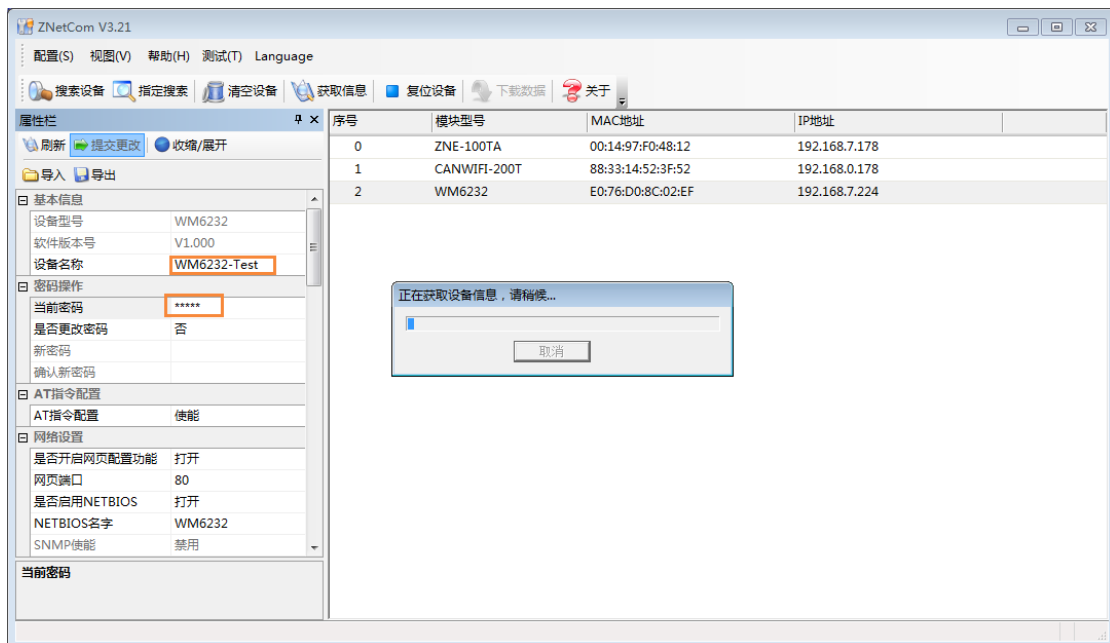 ZNetCom V3.21
配置(S) 视图(V) 帮助(H) 测试(T) Language
搜索设备 指定搜索 清空设备 获取信息 复位设备 下载数据 关于
属性栏
刷新 提交更改 收缩/展开
导入 导出
基本信息
设备型号 WM6232
软件版本号 V1.000
设备名称 WM6232-Test
密码操作
当前密码 *****
是否更改密码 否
新密码
确认新密码
AT指令配置
AT指令配置 使能
网络设置
是否开启网页配置功能 打开
网页端口 80
是否启用NETBIOS 打开
NETBIOS名字 WM6232
SNMP使能 禁用
当前密码
序号 模块型号 MAC地址 IP地址
0 ZNE-100TA 00:14:97:F0:48:12 192.168.7.178
1 CANWIFI-200T 88:33:14:52:3F:52 192.168.0.178
2 WM6232 E0:76:D0:8C:02:EF 192.168.7.224
正在获取设备信息，请稍候...
取消